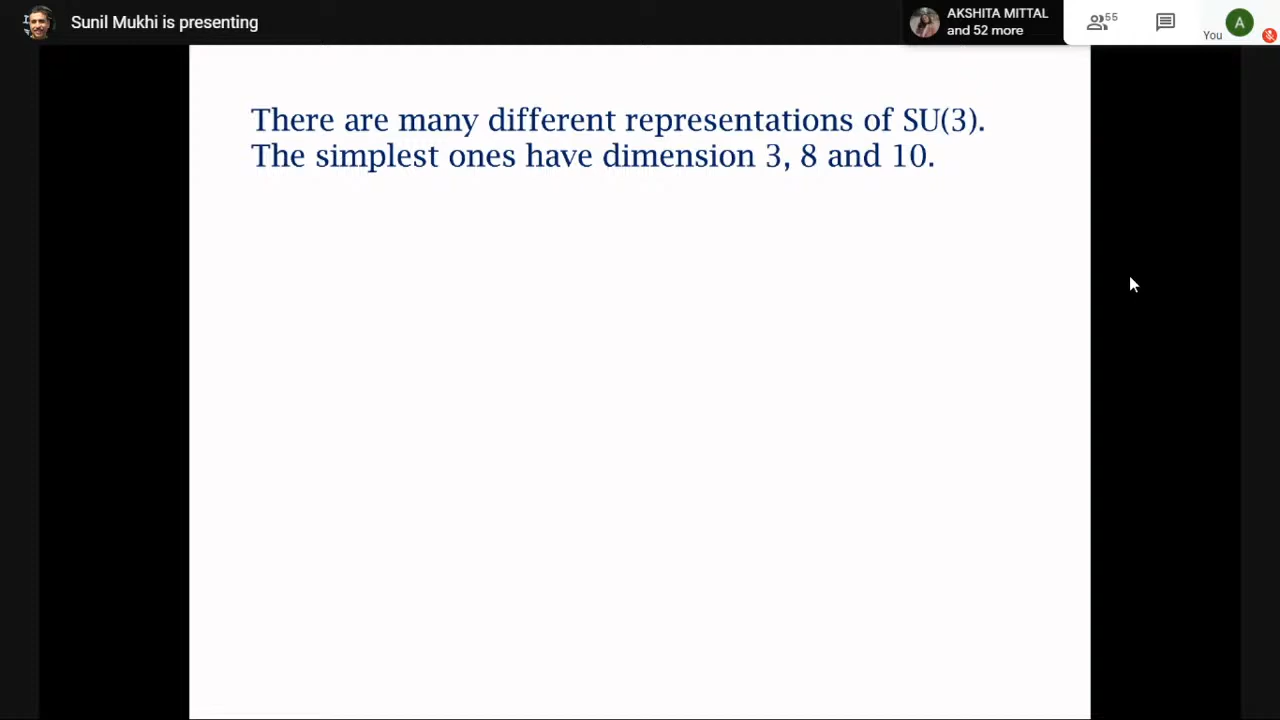 Sunil Mukhi is presenting
AKSHITA MITTAL
and 52 more
55
You
A
There are many different representations of SU(3).
The simplest ones have dimension 3, 8 and 10.